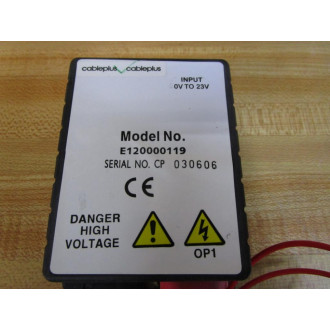 cableplus cableplus
INPUT
0V TO 23V
Model No.
E120000119
SERIAL NO. CP 030606
CE
DANGER
HIGH
VOLTAGE
OP1